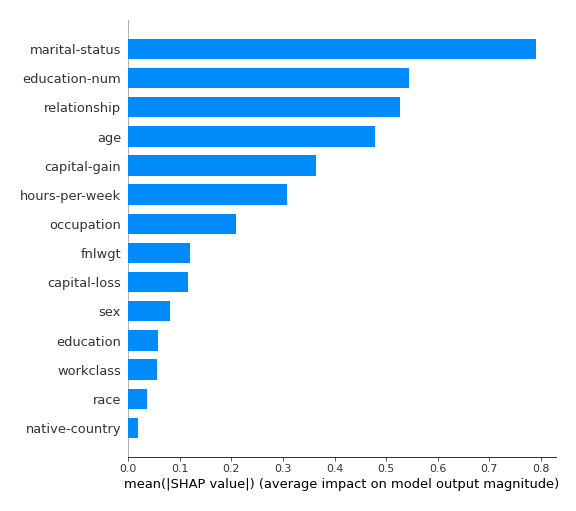 marital-status
education-num
relationship
age
capital-gain
hours-per-week
occupation
fnlwgt
capital-loss
sex
education
workclass
race
native-country
0.0 0.1 0.2 0.3 0.4 0.5 0.6 0.7 0.8
mean(|SHAP value|) (average impact on model output magnitude)